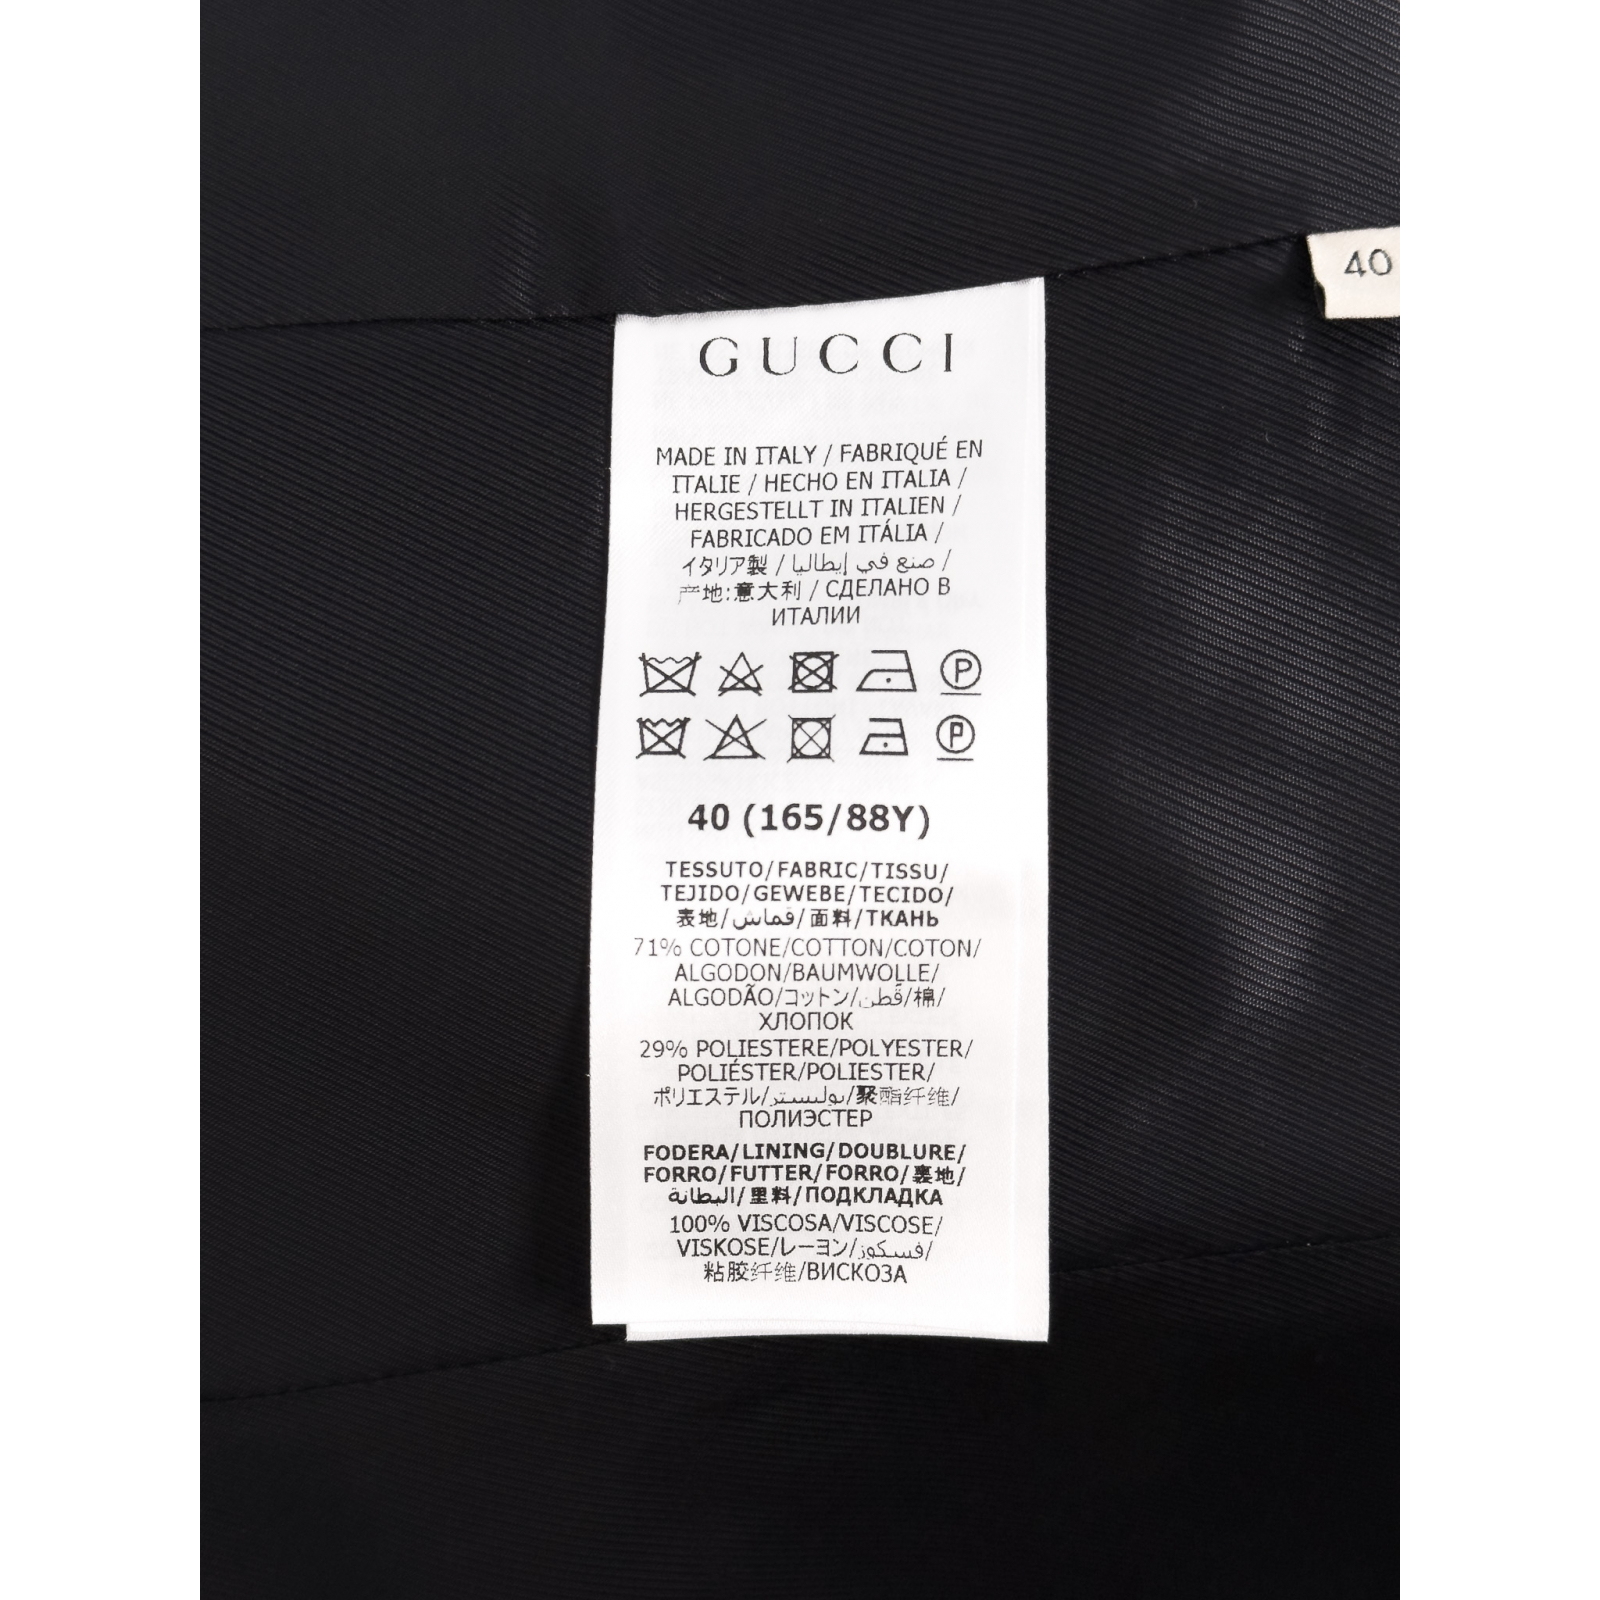 40
GUCCI
MADE IN ITALY / FABRIQUÉ EN
ITALIE / HECHO EN ITALIA /
HERGESTELLT IN ITALIEN /
FABRICADO EM ITÁLIA /
イタリア製 / صنع في إيطاليا /
产地:意大利 / СДЕЛАНО В
ИТАЛИИ
P
P
40 (165/88Y)
TESSUTO/FABRIC/TISSU/
TEJIDO/GEWEBE/TECIDO/
表地/قماش/面料/ТКАНЬ
71% COTONE/COTTON/COTON/
ALGODON/BAUMWOLLE/
ALGODÃO/コットン/قطن/棉/
ХЛОПОК
29% POLIESTERE/POLYESTER/
POLIÉSTER/POLIESTER/
ポリエステル/بوليستر/聚酯纤维/
ПОЛИЭСТЕР
FODERA/LINING/DOUBLURE/
FORRO/FUTTER/FORRO/裏地/
البطانة/里料/ПОДКЛАДКА
100% VISCOSA/VISCOSE/
VISKOSE/レーヨン/فسكوز/
粘胶纤维/ВИСКОЗА